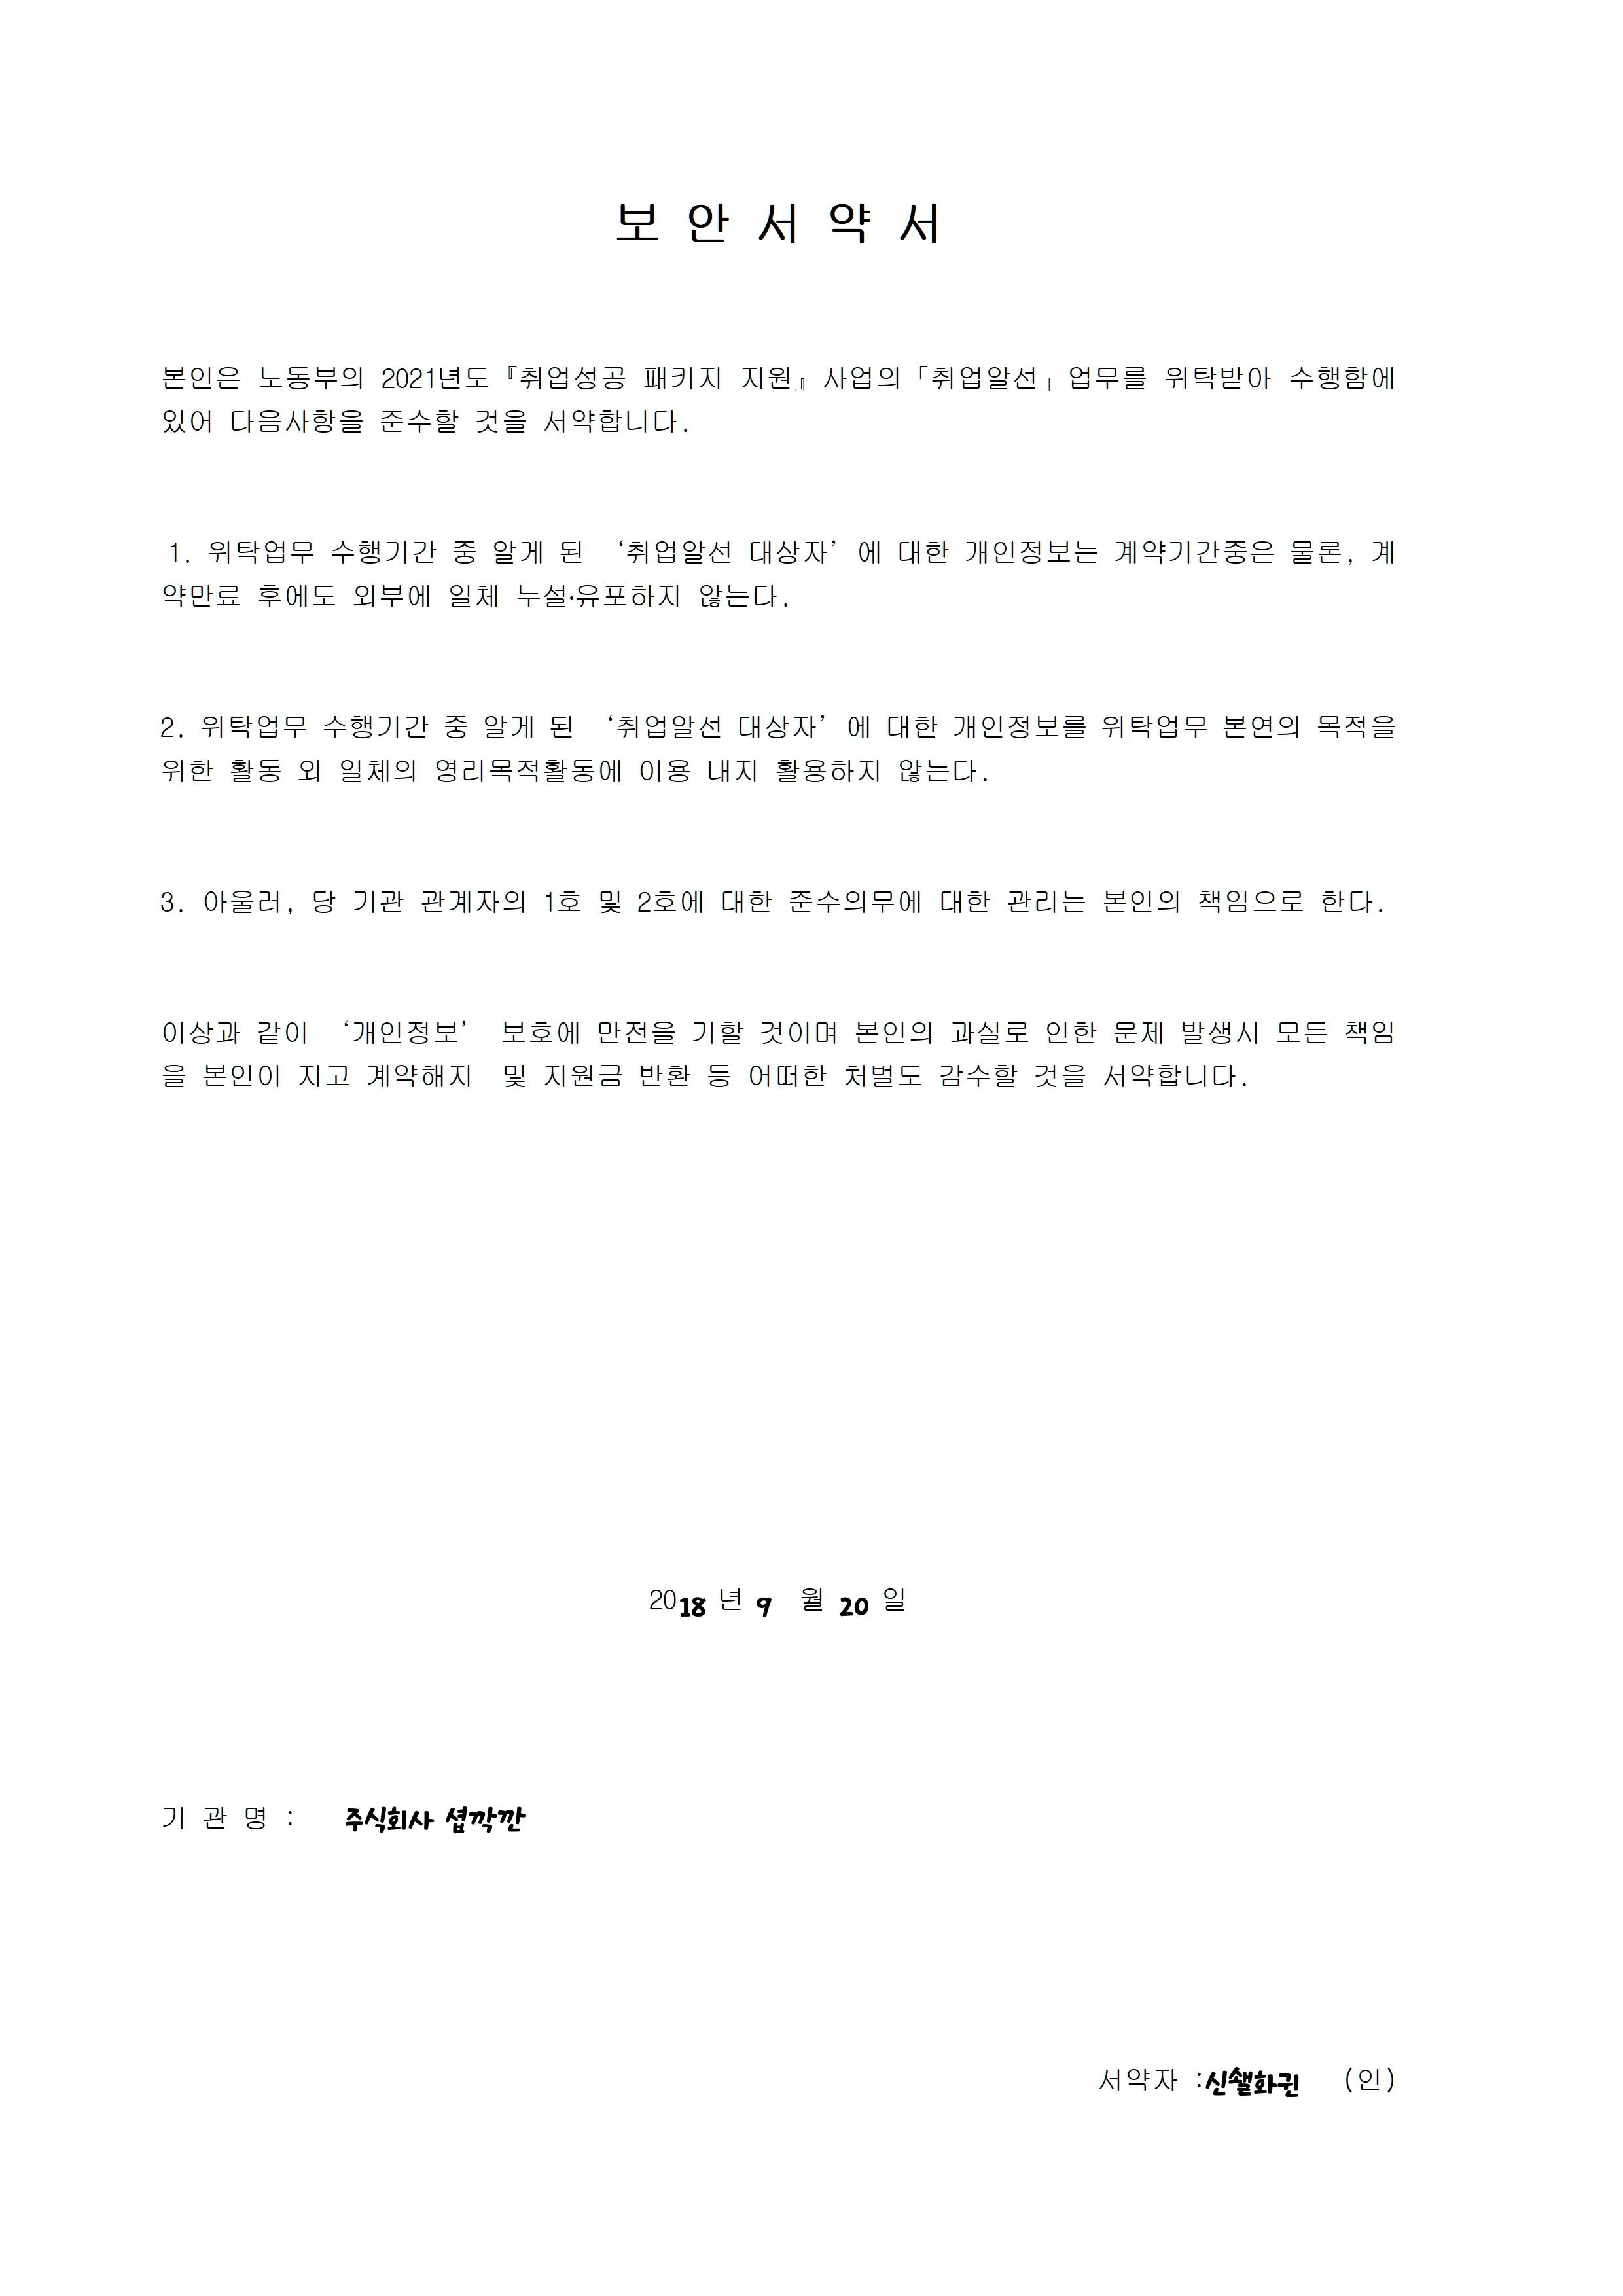 보 안 서 약 서
본인은 노동부의 2021년도『취업성공 패키지 지원』사업의「취업알선」업무를 위탁받아 수행함에
있어 다음사항을 준수할 것을 서약합니다.
1. 위탁업무 수행기간 중 알게 된 ‘취업알선 대상자’에 대한 개인정보는 계약기간중은 물론, 계
약만료 후에도 외부에 일체 누설·유포하지 않는다.
2. 위탁업무 수행기간 중 알게 된 ‘취업알선 대상자’에 대한 개인정보를 위탁업무 본연의 목적을
위한 활동 외 일체의 영리목적활동에 이용 내지 활용하지 않는다.
3. 아울러, 당 기관 관계자의 1호 및 2호에 대한 준수의무에 대한 관리는 본인의 책임으로 한다.
이상과 같이 ‘개인정보’ 보호에 만전을 기할 것이며 본인의 과실로 인한 문제 발생시 모든 책임
을 본인이 지고 계약해지 및 지원금 반환 등 어떠한 처벌도 감수할 것을 서약합니다.
2018 년 9 월 20 일
기 관 명 : 주식회사 셥깍깐
서약자 :신쇌화귄 (인)